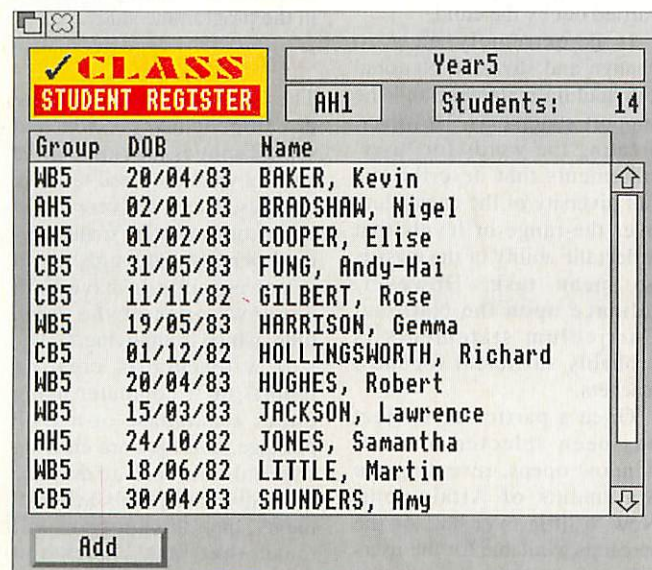 ✓CLASS
STUDENT REGISTER
Year5
AH1 Students: 14
Group DOB Name
WB5 20/04/83 BAKER, Kevin
AH5 02/01/83 BRADSHAW, Nigel
AH5 01/02/83 COOPER, Elise
CB5 31/05/83 FUNG, Andy-Hai
CB5 11/11/82 GILBERT, Rose
WB5 19/05/83 HARRISON, Gemma
CB5 01/12/82 HOLLINGSWORTH, Richard
WB5 20/04/83 HUGHES, Robert
WB5 15/03/83 JACKSON, Lawrence
AH5 24/10/82 JONES, Samantha
WB5 18/06/82 LITTLE, Martin
CB5 30/04/83 SAUNDERS, Amy
Add